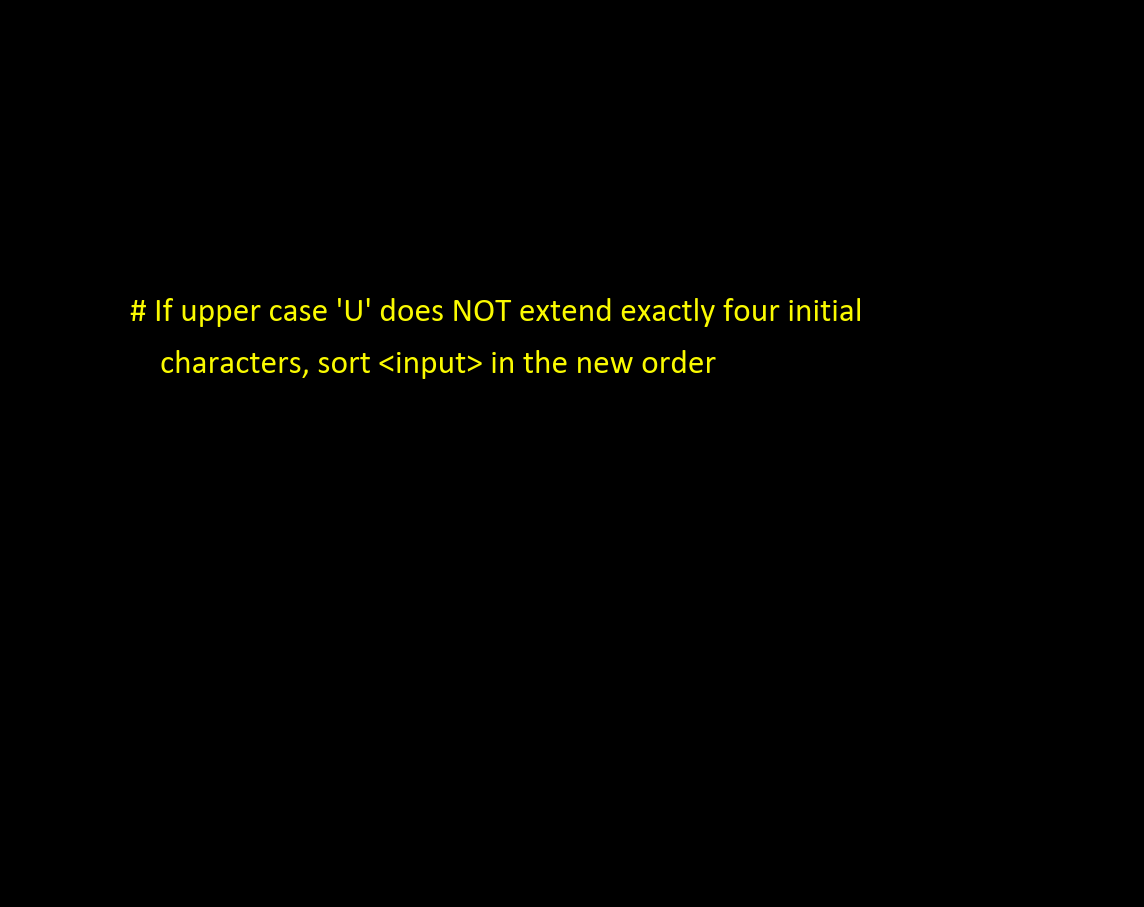 # If upper case 'U' does NOT extend exactly four initial
characters, sort <input> in the new order